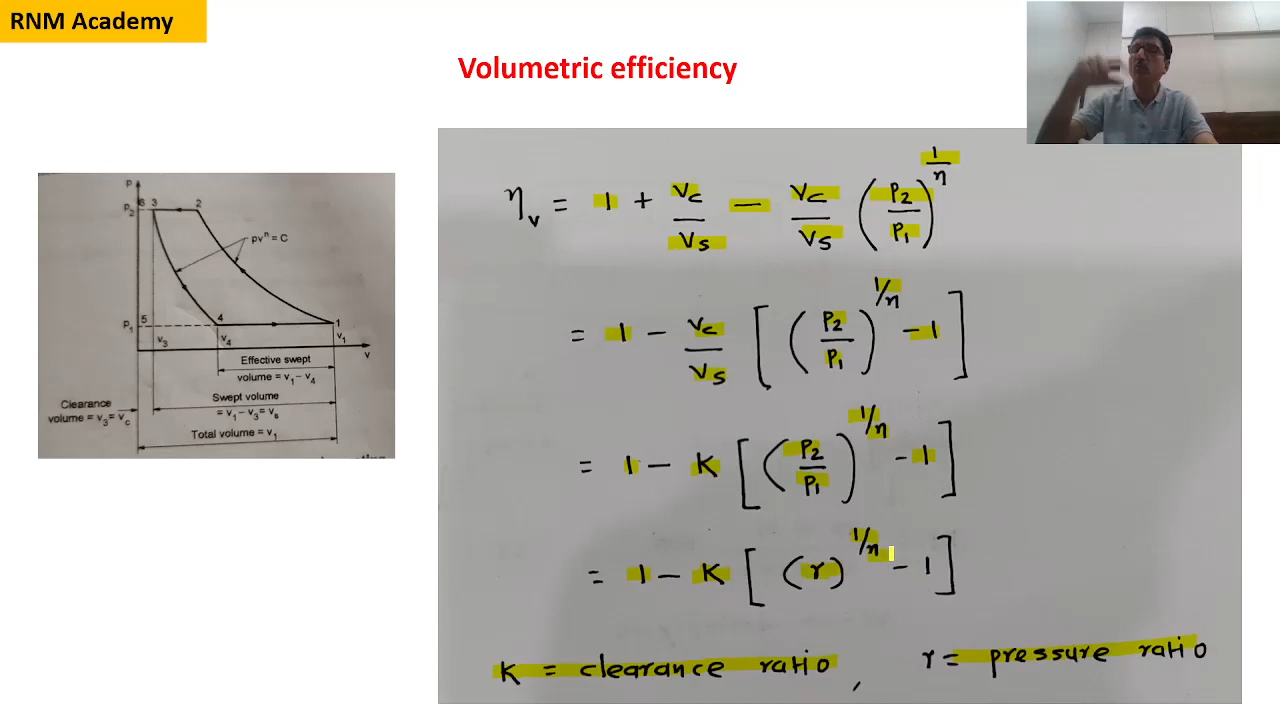 RNM Academy
Volumetric efficiency
ηv = 1 + Vc/Vs − Vc/Vs (P2/P1)^1/n
= 1 − Vc/Vs [(P2/P1)^1/n − 1]
= 1 − K [(P2/P1)^1/n − 1]
= 1 − K [(r)^1/n − 1]
K = clearance ratio, r = pressure ratio
P
P2 6 3 2
pvⁿ = C
P1 5 4 1
v3 v4 v1 v
Effective swept
volume = v1 − v4
Swept volume
= v1 − v3 = vs
Clearance
volume = v3 = vc
Total volume = v1